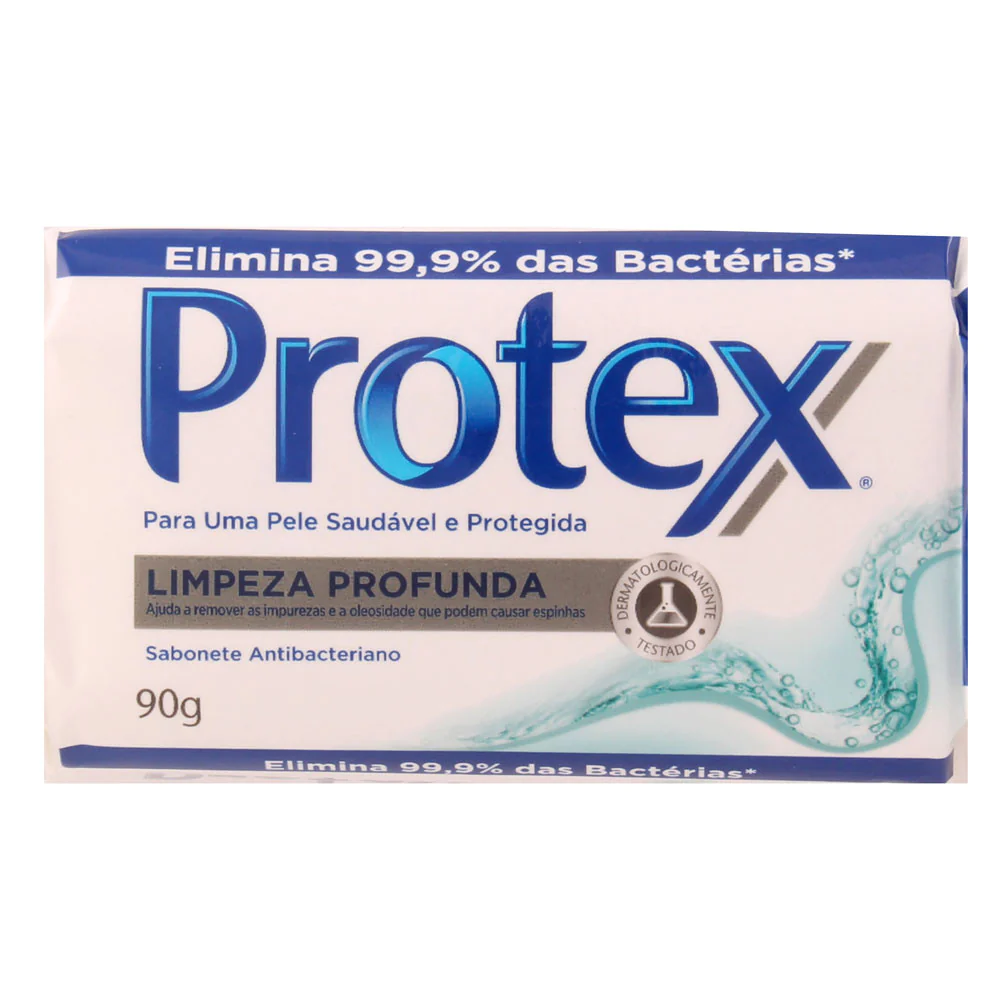 Elimina 99,9% das Bactérias*
Protex®
Para Uma Pele Saudável e Protegida
LIMPEZA PROFUNDA
Ajuda a remover as impurezas e a oleosidade que podem causar espinhas
DERMATOLOGICAMENTE
TESTADO
Sabonete Antibacteriano
90g
Elimina 99,9% das Bactérias*